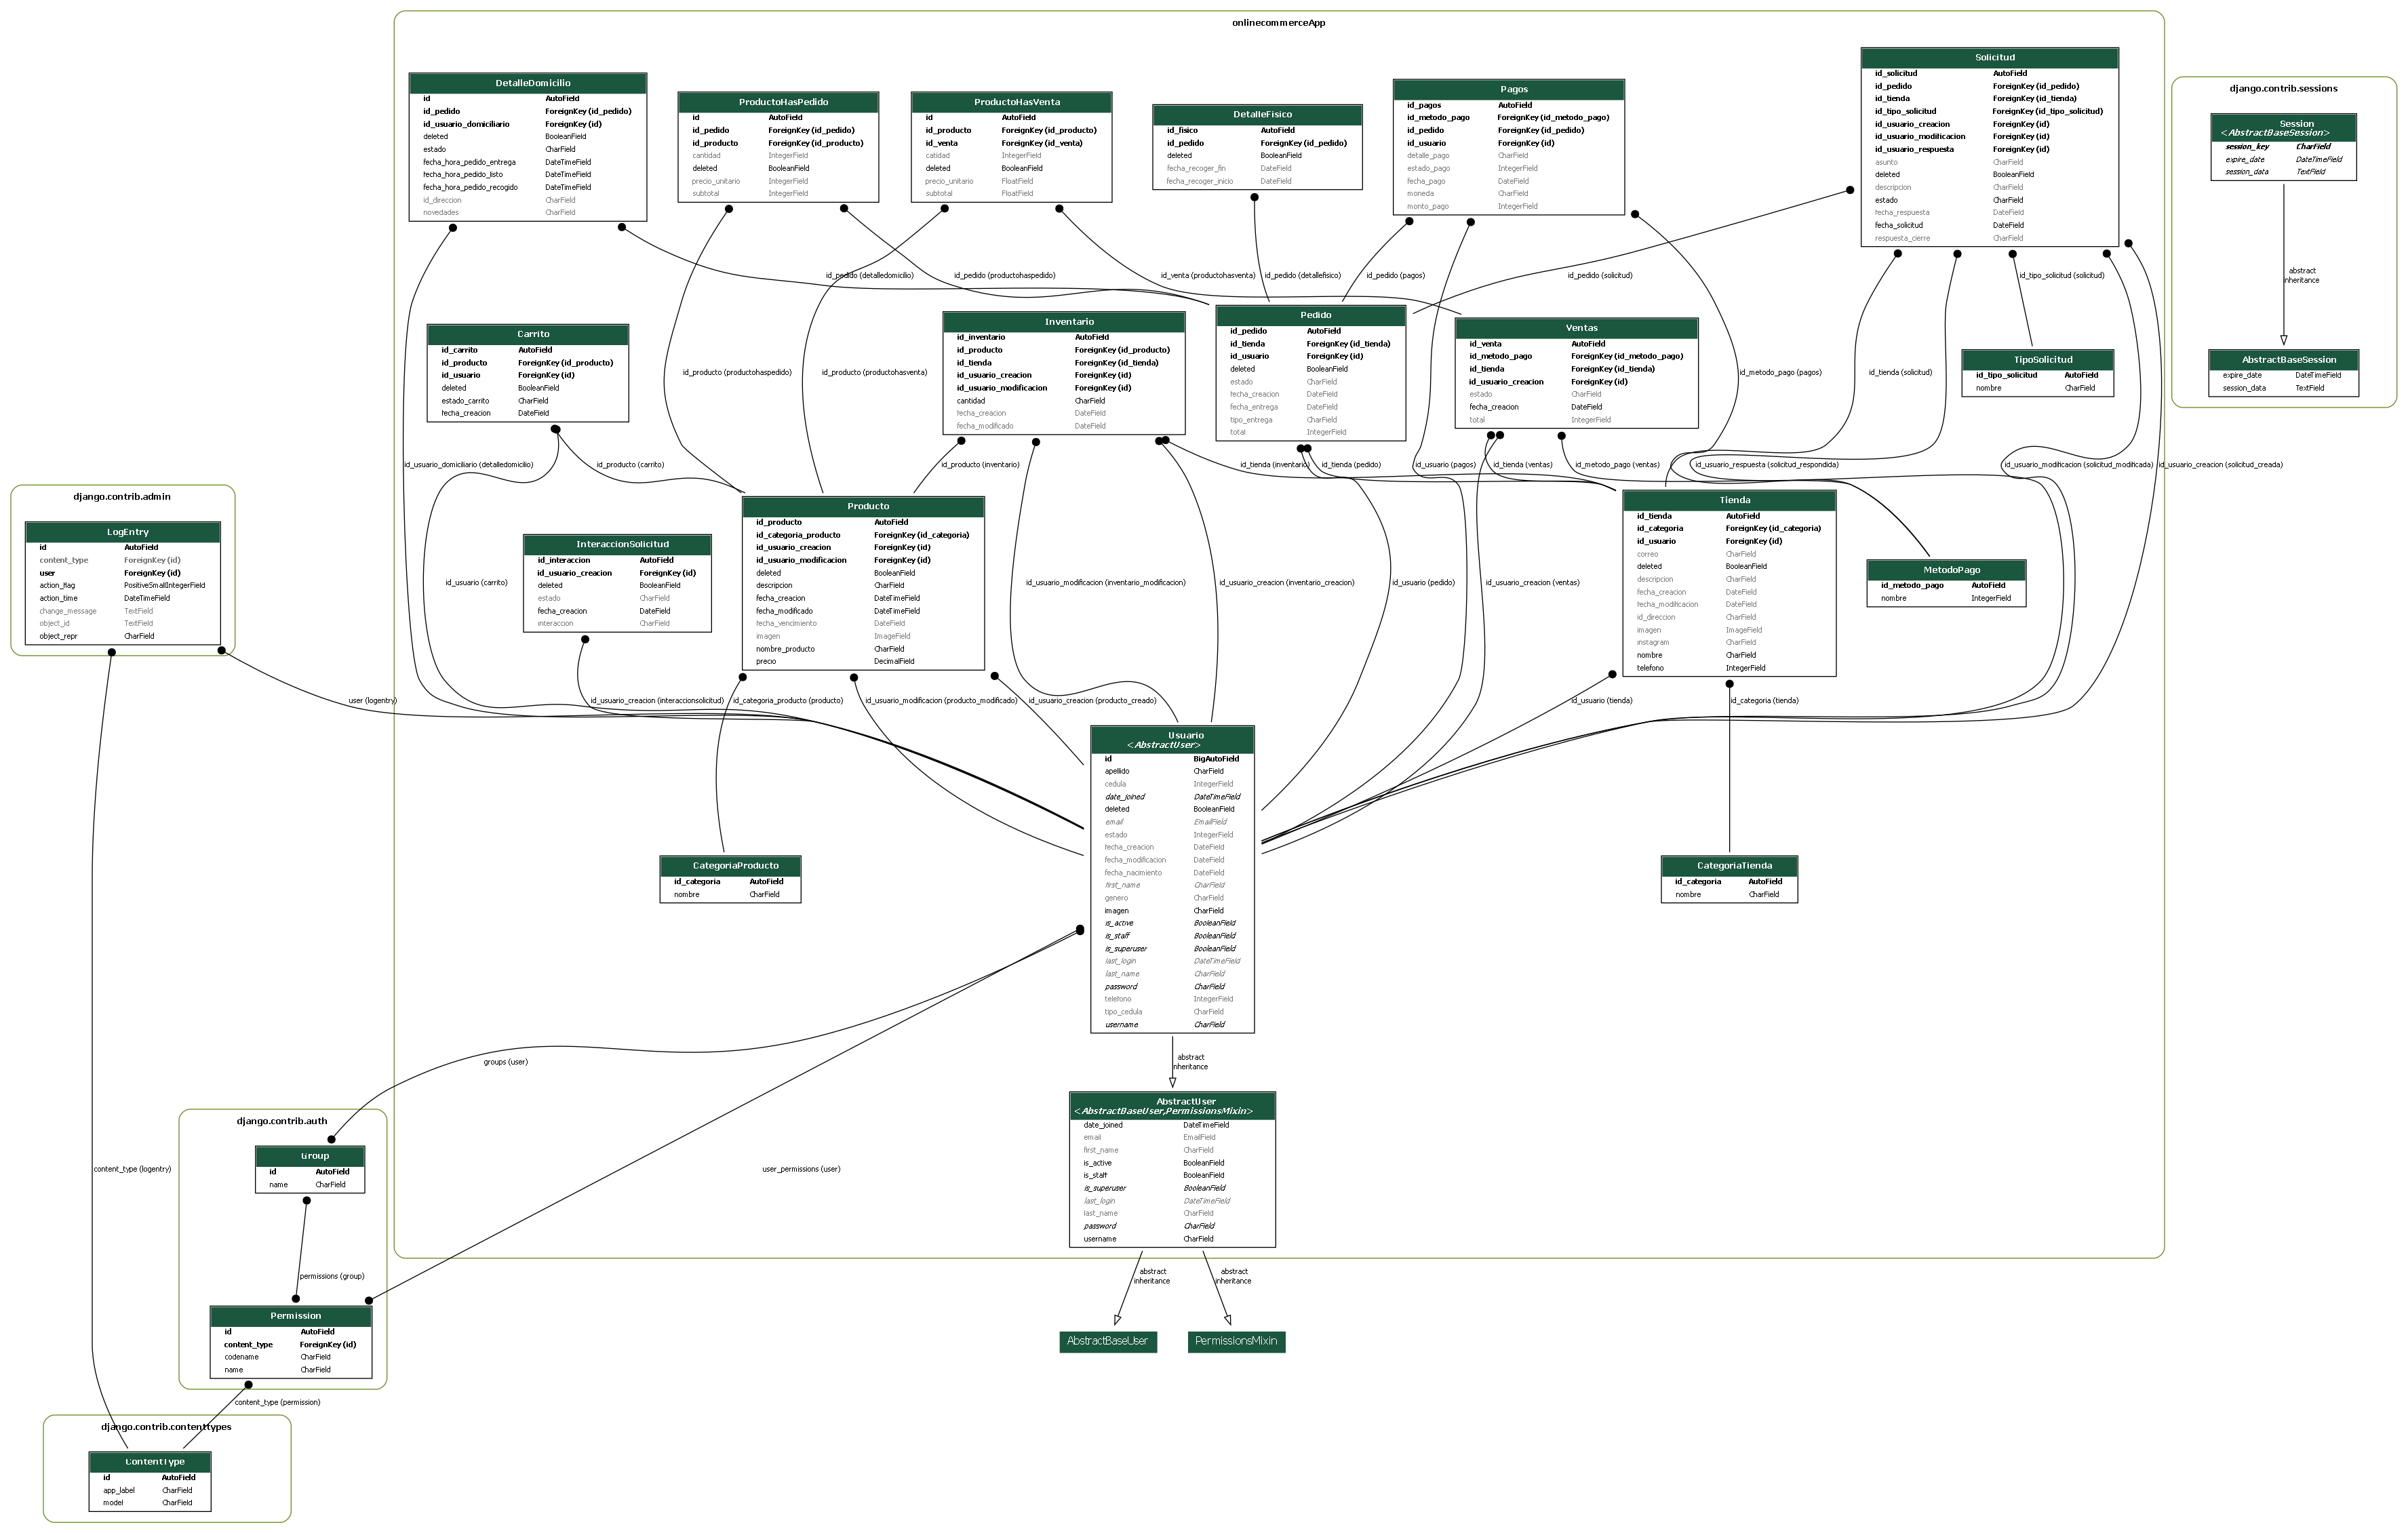 onlinecommerceApp
DetalleDomicilio
id AutoField
id_pedido ForeignKey (id_pedido)
id_usuario_domiciliario ForeignKey (id)
deleted BooleanField
estado CharField
fecha_hora_pedido_entrega DateTimeField
fecha_hora_pedido_listo DateTimeField
fecha_hora_pedido_recogido DateTimeField
id_direccion CharField
novedades CharField
ProductoHasPedido
id AutoField
id_pedido ForeignKey (id_pedido)
id_producto ForeignKey (id_producto)
cantidad IntegerField
deleted BooleanField
precio_unitario IntegerField
subtotal IntegerField
ProductoHasVenta
id AutoField
id_producto ForeignKey (id_producto)
id_venta ForeignKey (id_venta)
catidad IntegerField
deleted BooleanField
precio_unitario FloatField
subtotal FloatField
DetalleFisico
id_fisico AutoField
id_pedido ForeignKey (id_pedido)
deleted BooleanField
fecha_recoger_fin DateField
fecha_recoger_inicio DateField
Pagos
id_pagos AutoField
id_metodo_pago ForeignKey (id_metodo_pago)
id_pedido ForeignKey (id_pedido)
id_usuario ForeignKey (id)
detalle_pago CharField
estado_pago IntegerField
fecha_pago DateField
moneda CharField
monto_pago IntegerField
Solicitud
id_solicitud AutoField
id_pedido ForeignKey (id_pedido)
id_tienda ForeignKey (id_tienda)
id_tipo_solicitud ForeignKey (id_tipo_solicitud)
id_usuario_creacion ForeignKey (id)
id_usuario_modificacion ForeignKey (id)
id_usuario_respuesta ForeignKey (id)
asunto CharField
deleted BooleanField
descripcion CharField
estado CharField
fecha_respuesta DateField
fecha_solicitud DateField
respuesta_cierre CharField
django.contrib.sessions
Session
<AbstractBaseSession>
session_key CharField
expire_date DateTimeField
session_data TextField
abstract
inheritance
AbstractBaseSession
expire_date DateTimeField
session_data TextField
id_pedido (detalledomicilio)
id_pedido (productohaspedido)
id_venta (productohasventa)
id_pedido (detallefisico)
id_pedido (pagos)
id_pedido (solicitud)
id_tipo_solicitud (solicitud)
Carrito
id_carrito AutoField
id_producto ForeignKey (id_producto)
id_usuario ForeignKey (id)
deleted BooleanField
estado_carrito CharField
fecha_creacion DateField
id_producto (productohaspedido)
id_producto (productohasventa)
Inventario
id_inventario AutoField
id_producto ForeignKey (id_producto)
id_tienda ForeignKey (id_tienda)
id_usuario_creacion ForeignKey (id)
id_usuario_modificacion ForeignKey (id)
cantidad CharField
fecha_creacion DateField
fecha_modificado DateField
Pedido
id_pedido AutoField
id_tienda ForeignKey (id_tienda)
id_usuario ForeignKey (id)
deleted BooleanField
estado CharField
fecha_creacion DateField
fecha_entrega DateField
tipo_entrega CharField
total IntegerField
Ventas
id_venta AutoField
id_metodo_pago ForeignKey (id_metodo_pago)
id_tienda ForeignKey (id_tienda)
id_usuario_creacion ForeignKey (id)
estado CharField
fecha_creacion DateField
total IntegerField
id_metodo_pago (pagos)
id_tienda (solicitud)
TipoSolicitud
id_tipo_solicitud AutoField
nombre CharField
id_usuario_domiciliario (detalledomicilio)
id_producto (carrito)
id_producto (inventario)
id_tienda (inventario)
id_tienda (pedido)
id_usuario (pagos)
id_tienda (ventas)
id_metodo_pago (ventas)
id_usuario_respuesta (solicitud_respondida)
id_usuario_modificacion (solicitud_modificada)
id_usuario_creacion (solicitud_creada)
django.contrib.admin
LogEntry
id AutoField
content_type ForeignKey (id)
user ForeignKey (id)
action_flag PositiveSmallIntegerField
action_time DateTimeField
change_message TextField
object_id TextField
object_repr CharField
id_usuario (carrito)
InteraccionSolicitud
id_interaccion AutoField
id_usuario_creacion ForeignKey (id)
deleted BooleanField
estado CharField
fecha_creacion DateField
interaccion CharField
Producto
id_producto AutoField
id_categoria_producto ForeignKey (id_categoria)
id_usuario_creacion ForeignKey (id)
id_usuario_modificacion ForeignKey (id)
deleted BooleanField
descripcion CharField
fecha_creacion DateTimeField
fecha_modificado DateTimeField
fecha_vencimiento DateField
imagen ImageField
nombre_producto CharField
precio DecimalField
id_usuario_modificacion (inventario_modificacion)
id_usuario_creacion (inventario_creacion)
id_usuario (pedido)
id_usuario_creacion (ventas)
Tienda
id_tienda AutoField
id_categoria ForeignKey (id_categoria)
id_usuario ForeignKey (id)
correo CharField
deleted BooleanField
descripcion CharField
fecha_creacion DateField
fecha_modificacion DateField
id_direccion CharField
imagen ImageField
instagram CharField
nombre CharField
telefono IntegerField
MetodoPago
id_metodo_pago AutoField
nombre IntegerField
user (logentry)
id_usuario_creacion (interaccionsolicitud)
id_categoria_producto (producto)
id_usuario_modificacion (producto_modificado)
id_usuario_creacion (producto_creado)
id_usuario (tienda)
id_categoria (tienda)
Usuario
<AbstractUser>
id BigAutoField
apellido CharField
cedula IntegerField
date_joined DateTimeField
deleted BooleanField
email EmailField
estado IntegerField
fecha_creacion DateField
fecha_modificacion DateField
fecha_nacimiento DateField
first_name CharField
genero CharField
imagen CharField
is_active BooleanField
is_staff BooleanField
is_superuser BooleanField
last_login DateTimeField
last_name CharField
password CharField
telefono IntegerField
tipo_cedula CharField
username CharField
CategoriaProducto
id_categoria AutoField
nombre CharField
CategoriaTienda
id_categoria AutoField
nombre CharField
groups (user)
abstract
inheritance
AbstractUser
<AbstractBaseUser,PermissionsMixin>
date_joined DateTimeField
email EmailField
first_name CharField
is_active BooleanField
is_staff BooleanField
is_superuser BooleanField
last_login DateTimeField
last_name CharField
password CharField
username CharField
django.contrib.auth
Group
id AutoField
name CharField
content_type (logentry)
user_permissions (user)
permissions (group)
abstract
inheritance
abstract
inheritance
Permission
id AutoField
content_type ForeignKey (id)
codename CharField
name CharField
AbstractBaseUser
PermissionsMixin
content_type (permission)
django.contrib.contenttypes
ContentType
id AutoField
app_label CharField
model CharField